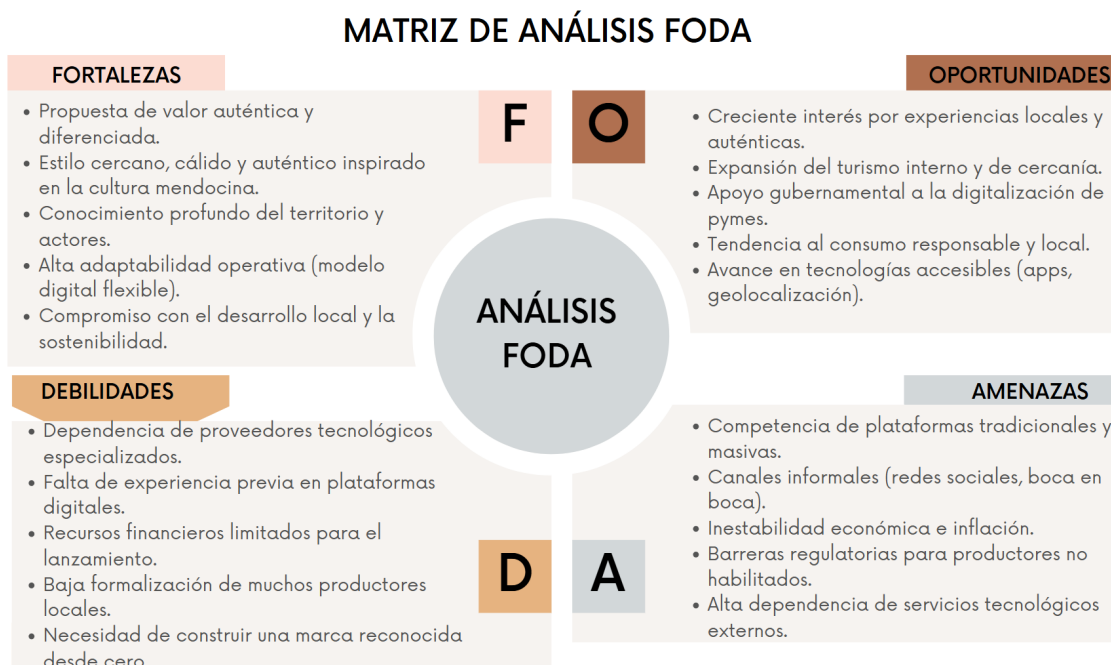 MATRIZ DE ANÁLISIS FODA
FORTALEZAS
• Propuesta de valor auténtica y
diferenciada.
• Estilo cercano, cálido y auténtico inspirado
en la cultura mendocina.
• Conocimiento profundo del territorio y
actores.
• Alta adaptabilidad operativa (modelo
digital flexible).
• Compromiso con el desarrollo local y la
sostenibilidad.
F
O
OPORTUNIDADES
• Creciente interés por experiencias locales y
auténticas.
• Expansión del turismo interno y de cercanía.
• Apoyo gubernamental a la digitalización de
pymes.
• Tendencia al consumo responsable y local.
• Avance en tecnologías accesibles (apps,
geolocalización).
ANÁLISIS
FODA
DEBILIDADES
• Dependencia de proveedores tecnológicos
especializados.
• Falta de experiencia previa en plataformas
digitales.
• Recursos financieros limitados para el
lanzamiento.
• Baja formalización de muchos productores
locales.
• Necesidad de construir una marca reconocida
desde cero
D
A
AMENAZAS
• Competencia de plataformas tradicionales y
masivas.
• Canales informales (redes sociales, boca en
boca).
• Inestabilidad económica e inflación.
• Barreras regulatorias para productores no
habilitados.
• Alta dependencia de servicios tecnológicos
externos.